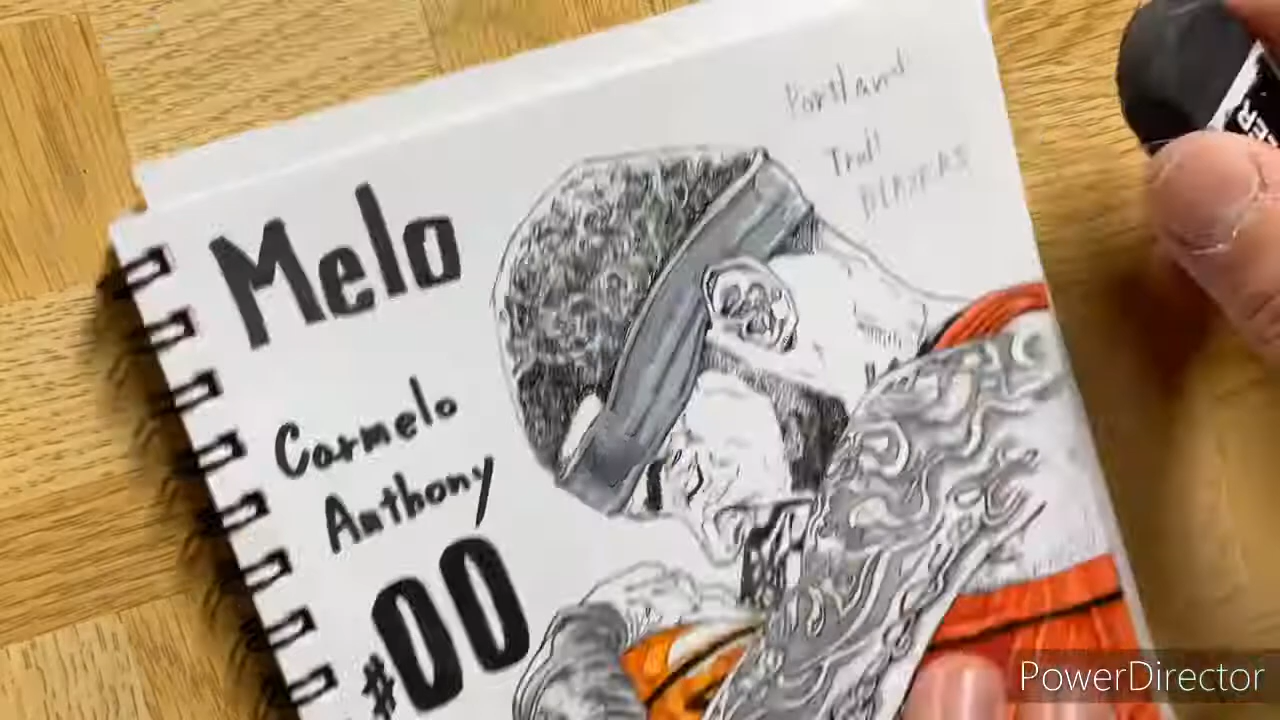 Portland
Trail
BLAZERS
Melo
Carmelo
Anthony
#00
PowerDirector